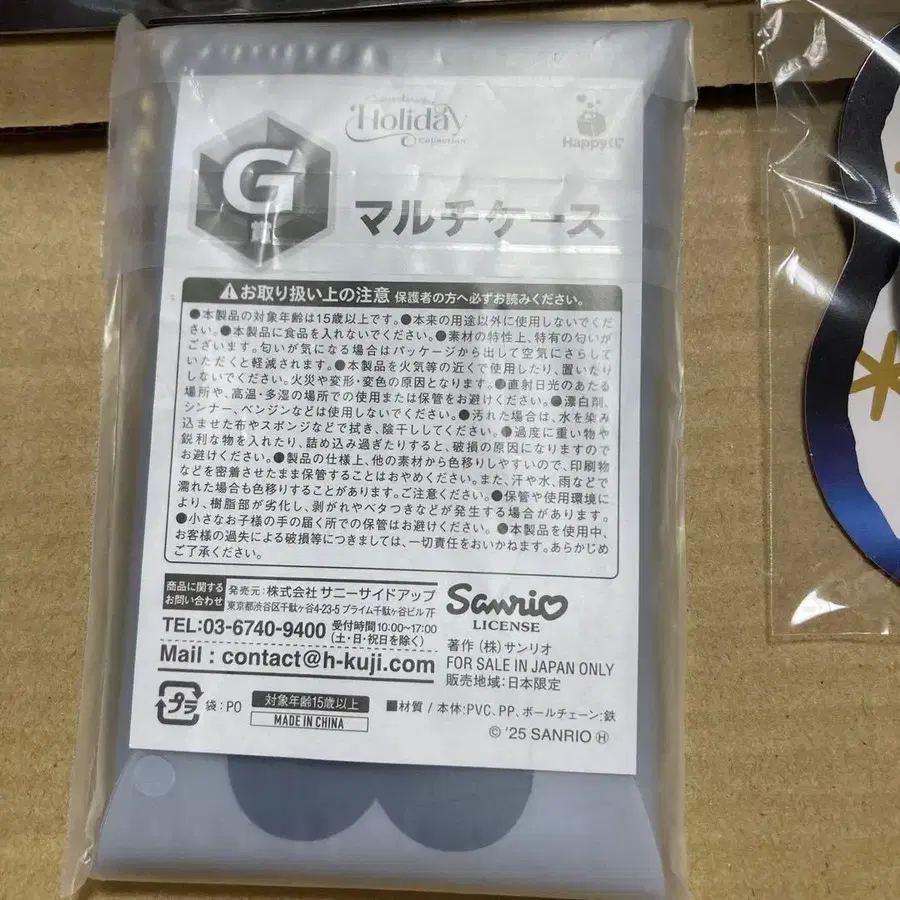 Holiday
Collection
Happyくじ
G
賞
マルチケース
お取り扱い上の注意 保護者の方へ必ずお読みください。
●本製品の対象年齢は15歳以上です。●本来の用途以外に使用しないでくだ
さい。●本製品に食品を入れないでください。●素材の特性上、特有の匂いが
ございます。匂いが気になる場合はパッケージから出して空気にさらして
いただくと軽減されます。●本製品を火気等の近くで使用したり、置いたり
しないでください。火災や変形・変色の原因となります。●直射日光のあたる
場所や、高温・多湿の場所での使用または保管をお避けください。●漂白剤、
シンナー、ベンジンなどは使用しないでください。●汚れた場合は、水を染み
込ませた布やスポンジなどで拭き、陰干ししてください。●過度に重い物や
鋭利な物を入れたり、詰め込み過ぎたりすると、破損の原因になりますので
お避けください。●製品の仕様上、他の素材から色移りしやすいので、印刷物
などを密着させたまま保管することはおやめください。また、汗や水、雨などで
濡れた場合も色移りすることがあります。ご注意ください。●保管や使用環境に
より、樹脂部が劣化し、剥がれやベタつきなどが発生する場合があります。
●小さなお子様の手の届く所での保管はお避けください。●本製品を使用中、
お客様の過失による破損等につきましては、一切責任をおいかねます。あらかじめ
ご了承ください。
商品に関する
お問い合わせ
発売元:株式会社 サニーサイドアップ
東京都渋谷区千駄ヶ谷4-23-5 プライム千駄ヶ谷ビル 7F
TEL:03-6740-9400 受付時間10:00~17:00
(土・日・祝日を除く)
Mail : contact@h-kuji.com
Sanrio
LICENSE
著作 (株) サンリオ
FOR SALE IN JAPAN ONLY
販売地域:日本限定
プラ
袋:PO
対象年齢15歳以上
MADE IN CHINA
■材質 / 本体:PVC、PP、ボールチェーン:鉄
© '25 SANRIO Ⓗ